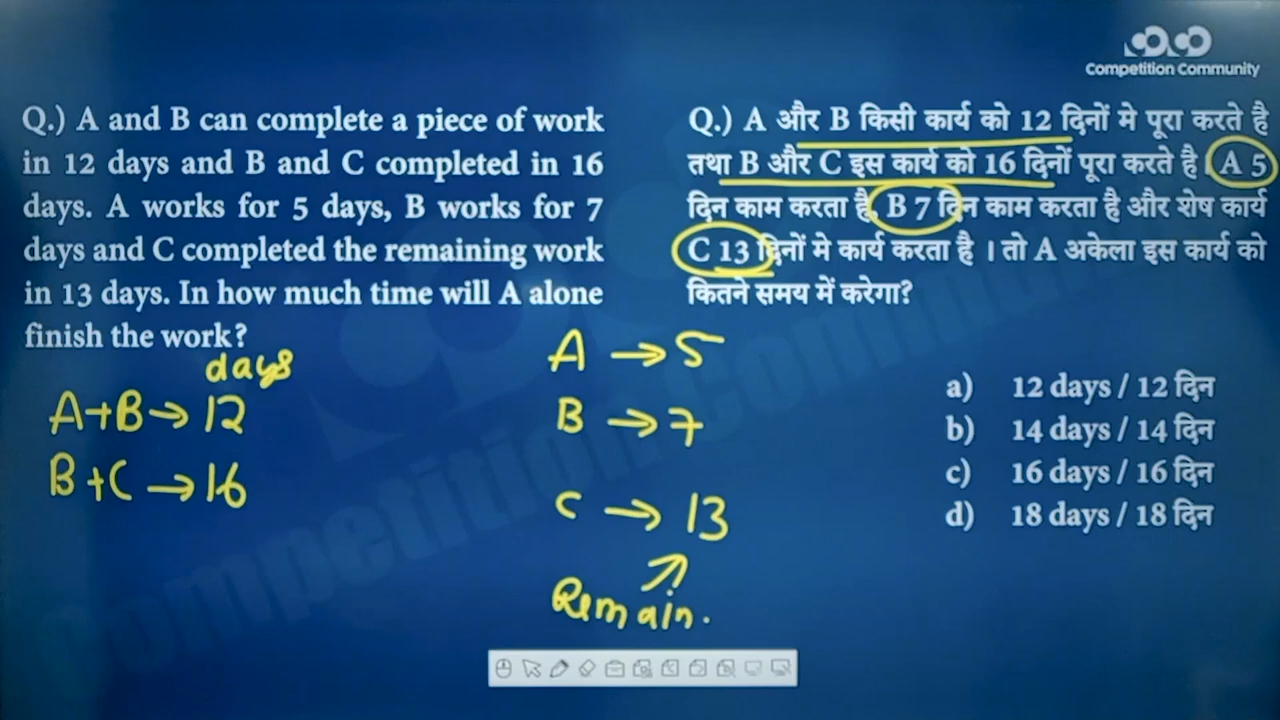 Competition Community
Q.) A and B can complete a piece of work
in 12 days and B and C completed in 16
days. A works for 5 days, B works for 7
days and C completed the remaining work
in 13 days. In how much time will A alone
finish the work?
Q.) A और B किसी कार्य को 12 दिनों मे पूरा करते है
तथा B और C इस कार्य को 16 दिनों पूरा करते है । A 5
दिन काम करता है, B 7 दिन काम करता है और शेष कार्य
C 13 दिनों मे कार्य करता है । तो A अकेला इस कार्य को
कितने समय में करेगा?
days
A+B→12
B+C→16
A→5
B→7
C→13
Remain.
a) 12 days / 12 दिन
b) 14 days / 14 दिन
c) 16 days / 16 दिन
d) 18 days / 18 दिन
Competition Community